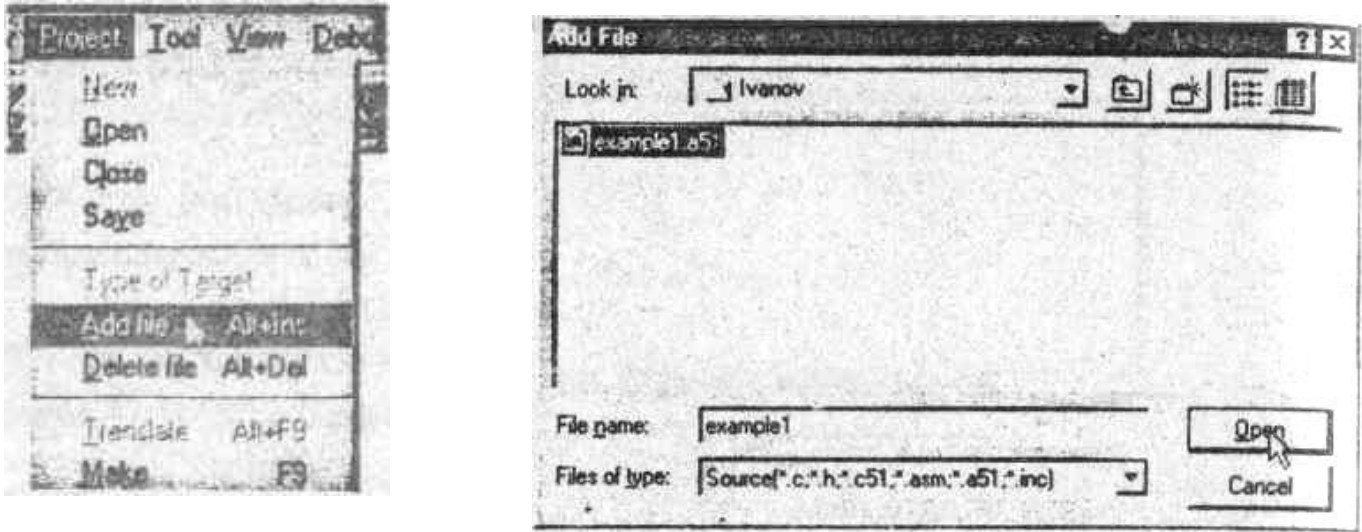 Project Tool View Debu
New
Open
Close
Save
Type of Target
Add file Alt+Ins
Delete file Alt+Del
Translate Alt+F9
Make F9
Add File
Look in: Ivanov
example1.a5
File name: example1
Open
Files of type: Source(*.c;*.h;*.c51;*.asm;*.a51;*.inc)
Cancel